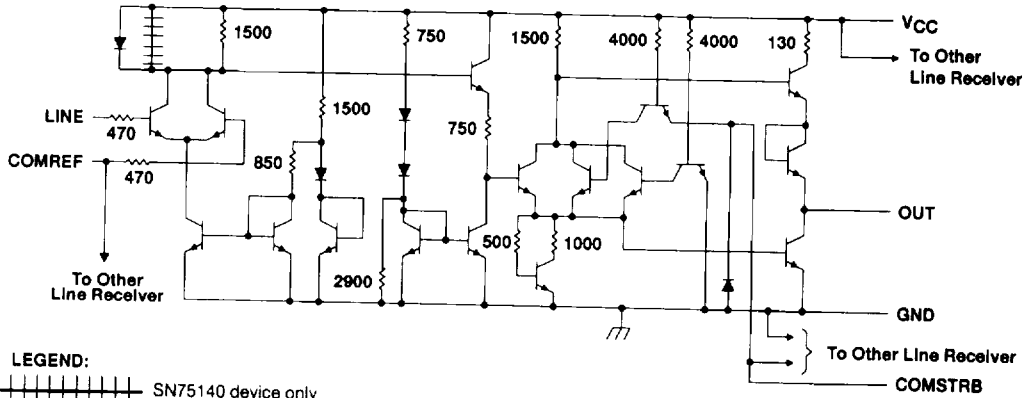 1500
750
1500
4000
4000
130
VCC
To Other
Line Receiver
LINE
470
1500
750
COMREF
470
850
500
1000
OUT
To Other
Line Receiver
2900
GND
To Other Line Receiver
COMSTRB
LEGEND:
SN75140 device only